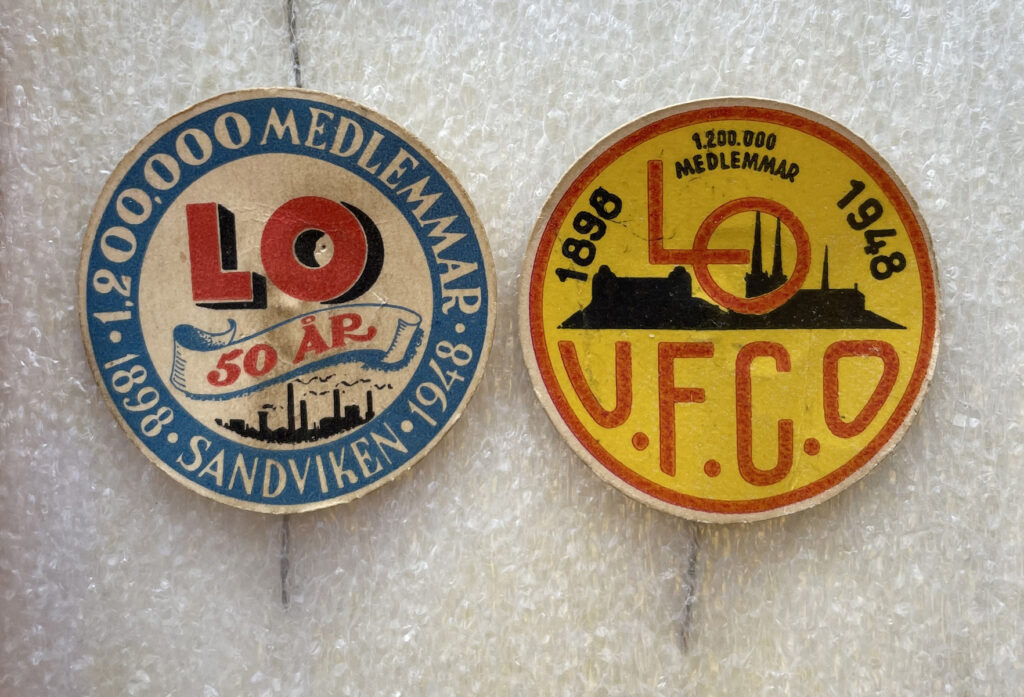 1.200.000 MEDLEMMAR
LO
50 ÅR
1898 • SANDVIKEN • 1948
1.200.000
MEDLEMMAR
LO
1898
1948
U.F.C.O